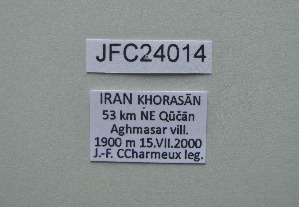 JFC24014
IRAN KHORASĀN
53 km NE Qūčān
Aghmasar vill.
1900 m 15.VII.2000
J.-F. CCharmeux leg.